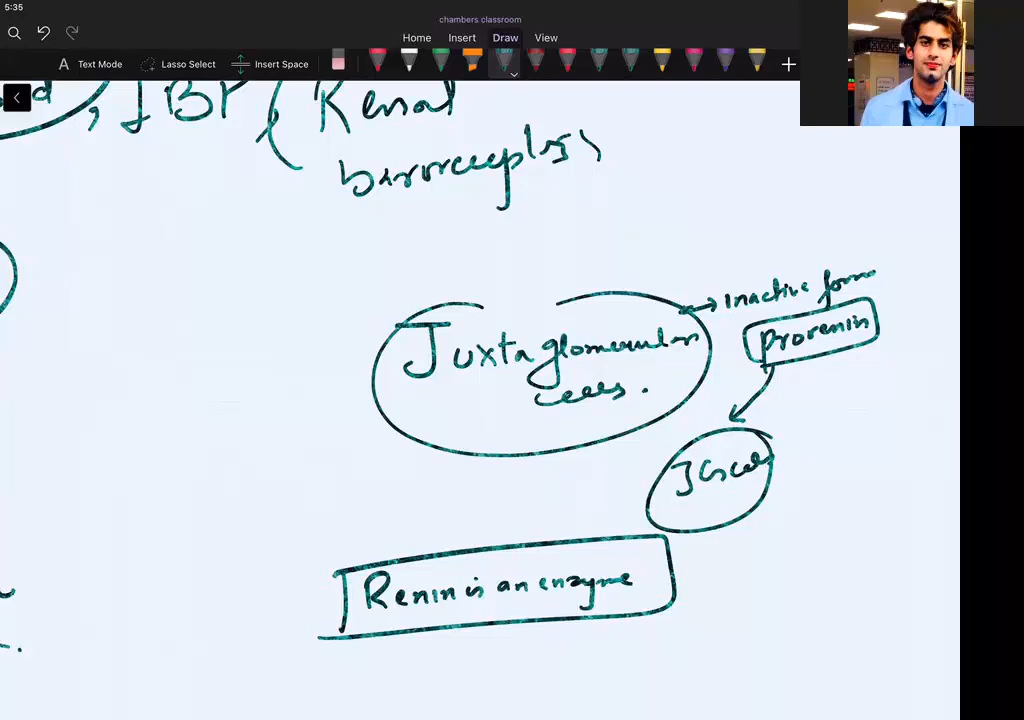 5:35
chambers classroom
Home Insert Draw View
Text Mode Lasso Select Insert Space
, ↓BP ( Renal
baroreceptors)
Juxtaglomerular
cells.
→ Inactive form
Prorenin
JG cell
Renin is an enzyme